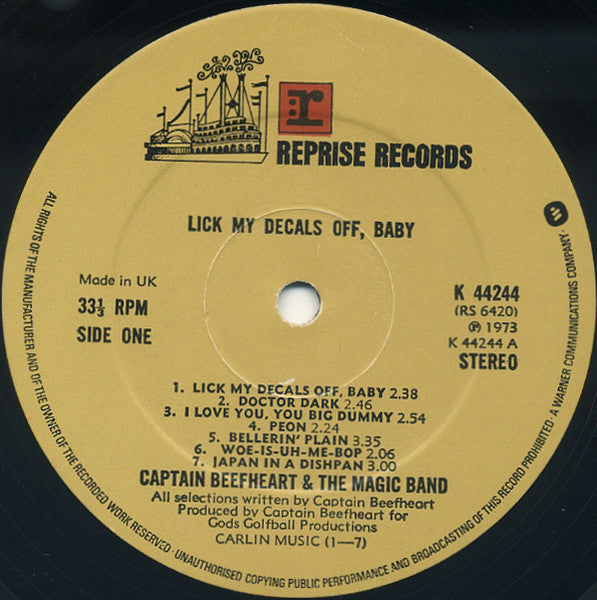 r
REPRISE RECORDS
LICK MY DECALS OFF, BABY
Made in UK
33⅓ RPM
SIDE ONE
K 44244
(RS 6420)
℗ 1973
K 44244 A
STEREO
1. LICK MY DECALS OFF, BABY 2.38
2. DOCTOR DARK 2.46
3. I LOVE YOU, YOU BIG DUMMY 2.54
4. PEON 2.24
5. BELLERIN' PLAIN 3.35
6. WOE-IS-UH-ME-BOP 2.06
7. JAPAN IN A DISHPAN 3.00
CAPTAIN BEEFHEART & THE MAGIC BAND
All selections written by Captain Beefheart
Produced by Captain Beefheart for
Gods Golfball Productions
CARLIN MUSIC (1—7)
ALL RIGHTS OF THE MANUFACTURER AND OF THE OWNER OF THE RECORDED WORK RESERVED · UNAUTHORISED COPYING PUBLIC PERFORMANCE AND BROADCASTING OF THIS RECORD PROHIBITED · A WARNER COMMUNICATIONS COMPANY ·